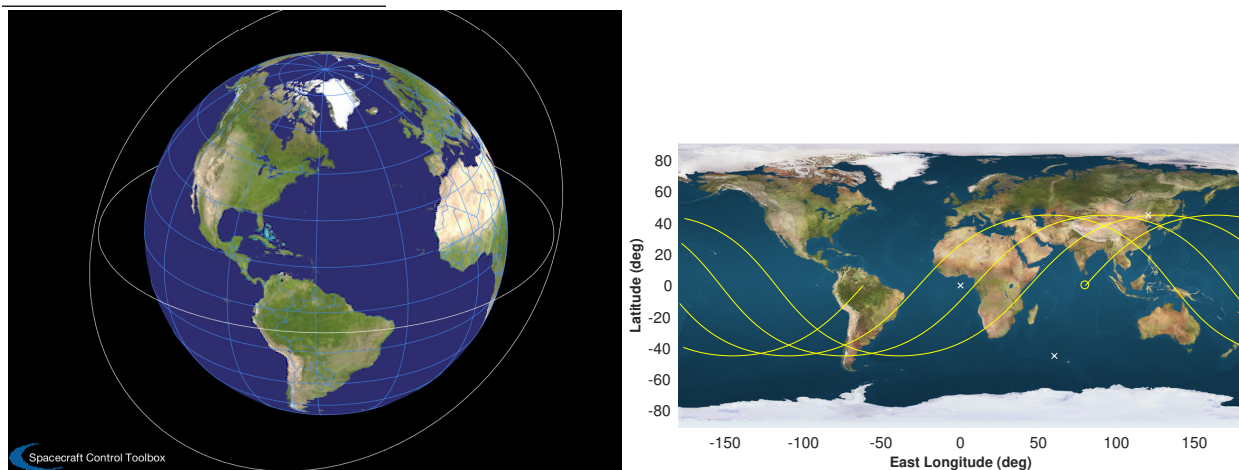 Spacecraft Control Toolbox
80
60
40
20
0
-20
-40
-60
-80
Latitude (deg)
-150 -100 -50 0 50 100 150
East Longitude (deg)